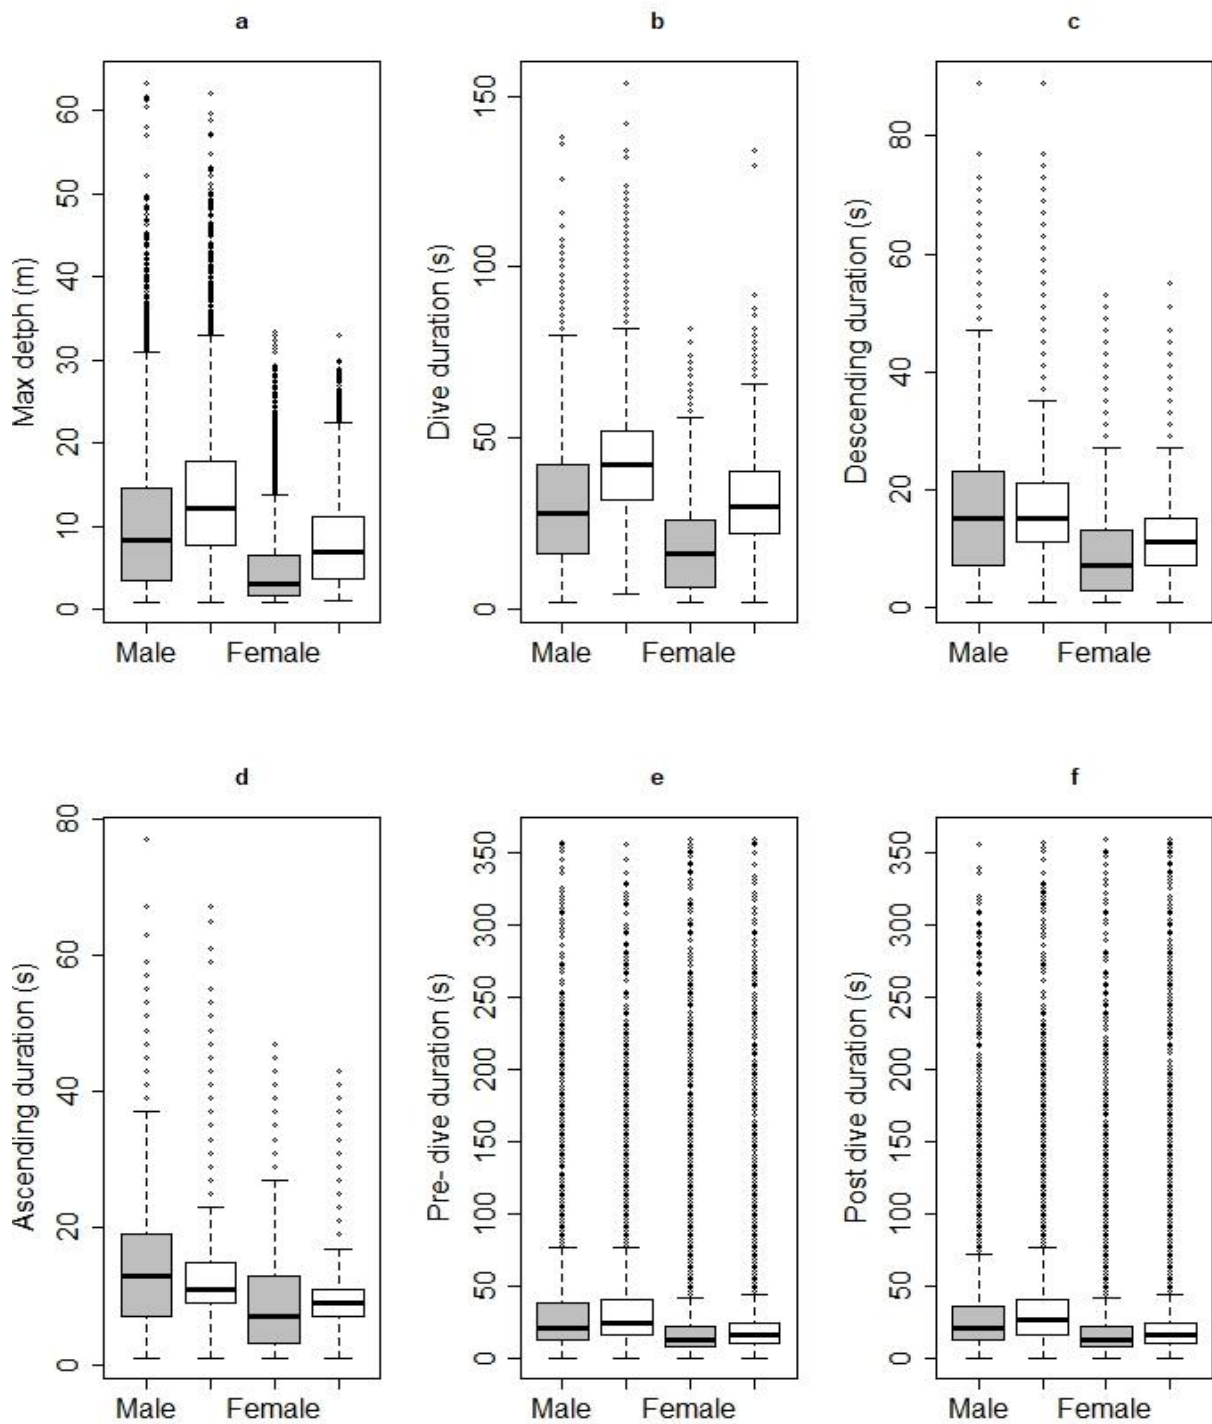 a
b
c
Max detph (m)
0
10
20
30
40
50
60
Male
Female
Dive duration (s)
0
50
100
150
Male
Female
Descending duration (s)
0
20
40
60
80
Male
Female
d
e
f
Ascending duration (s)
0
20
40
60
80
Male
Female
Pre- dive duration (s)
0
50
100
150
200
250
300
350
Male
Female
Post dive duration (s)
0
50
100
150
200
250
300
350
Male
Female